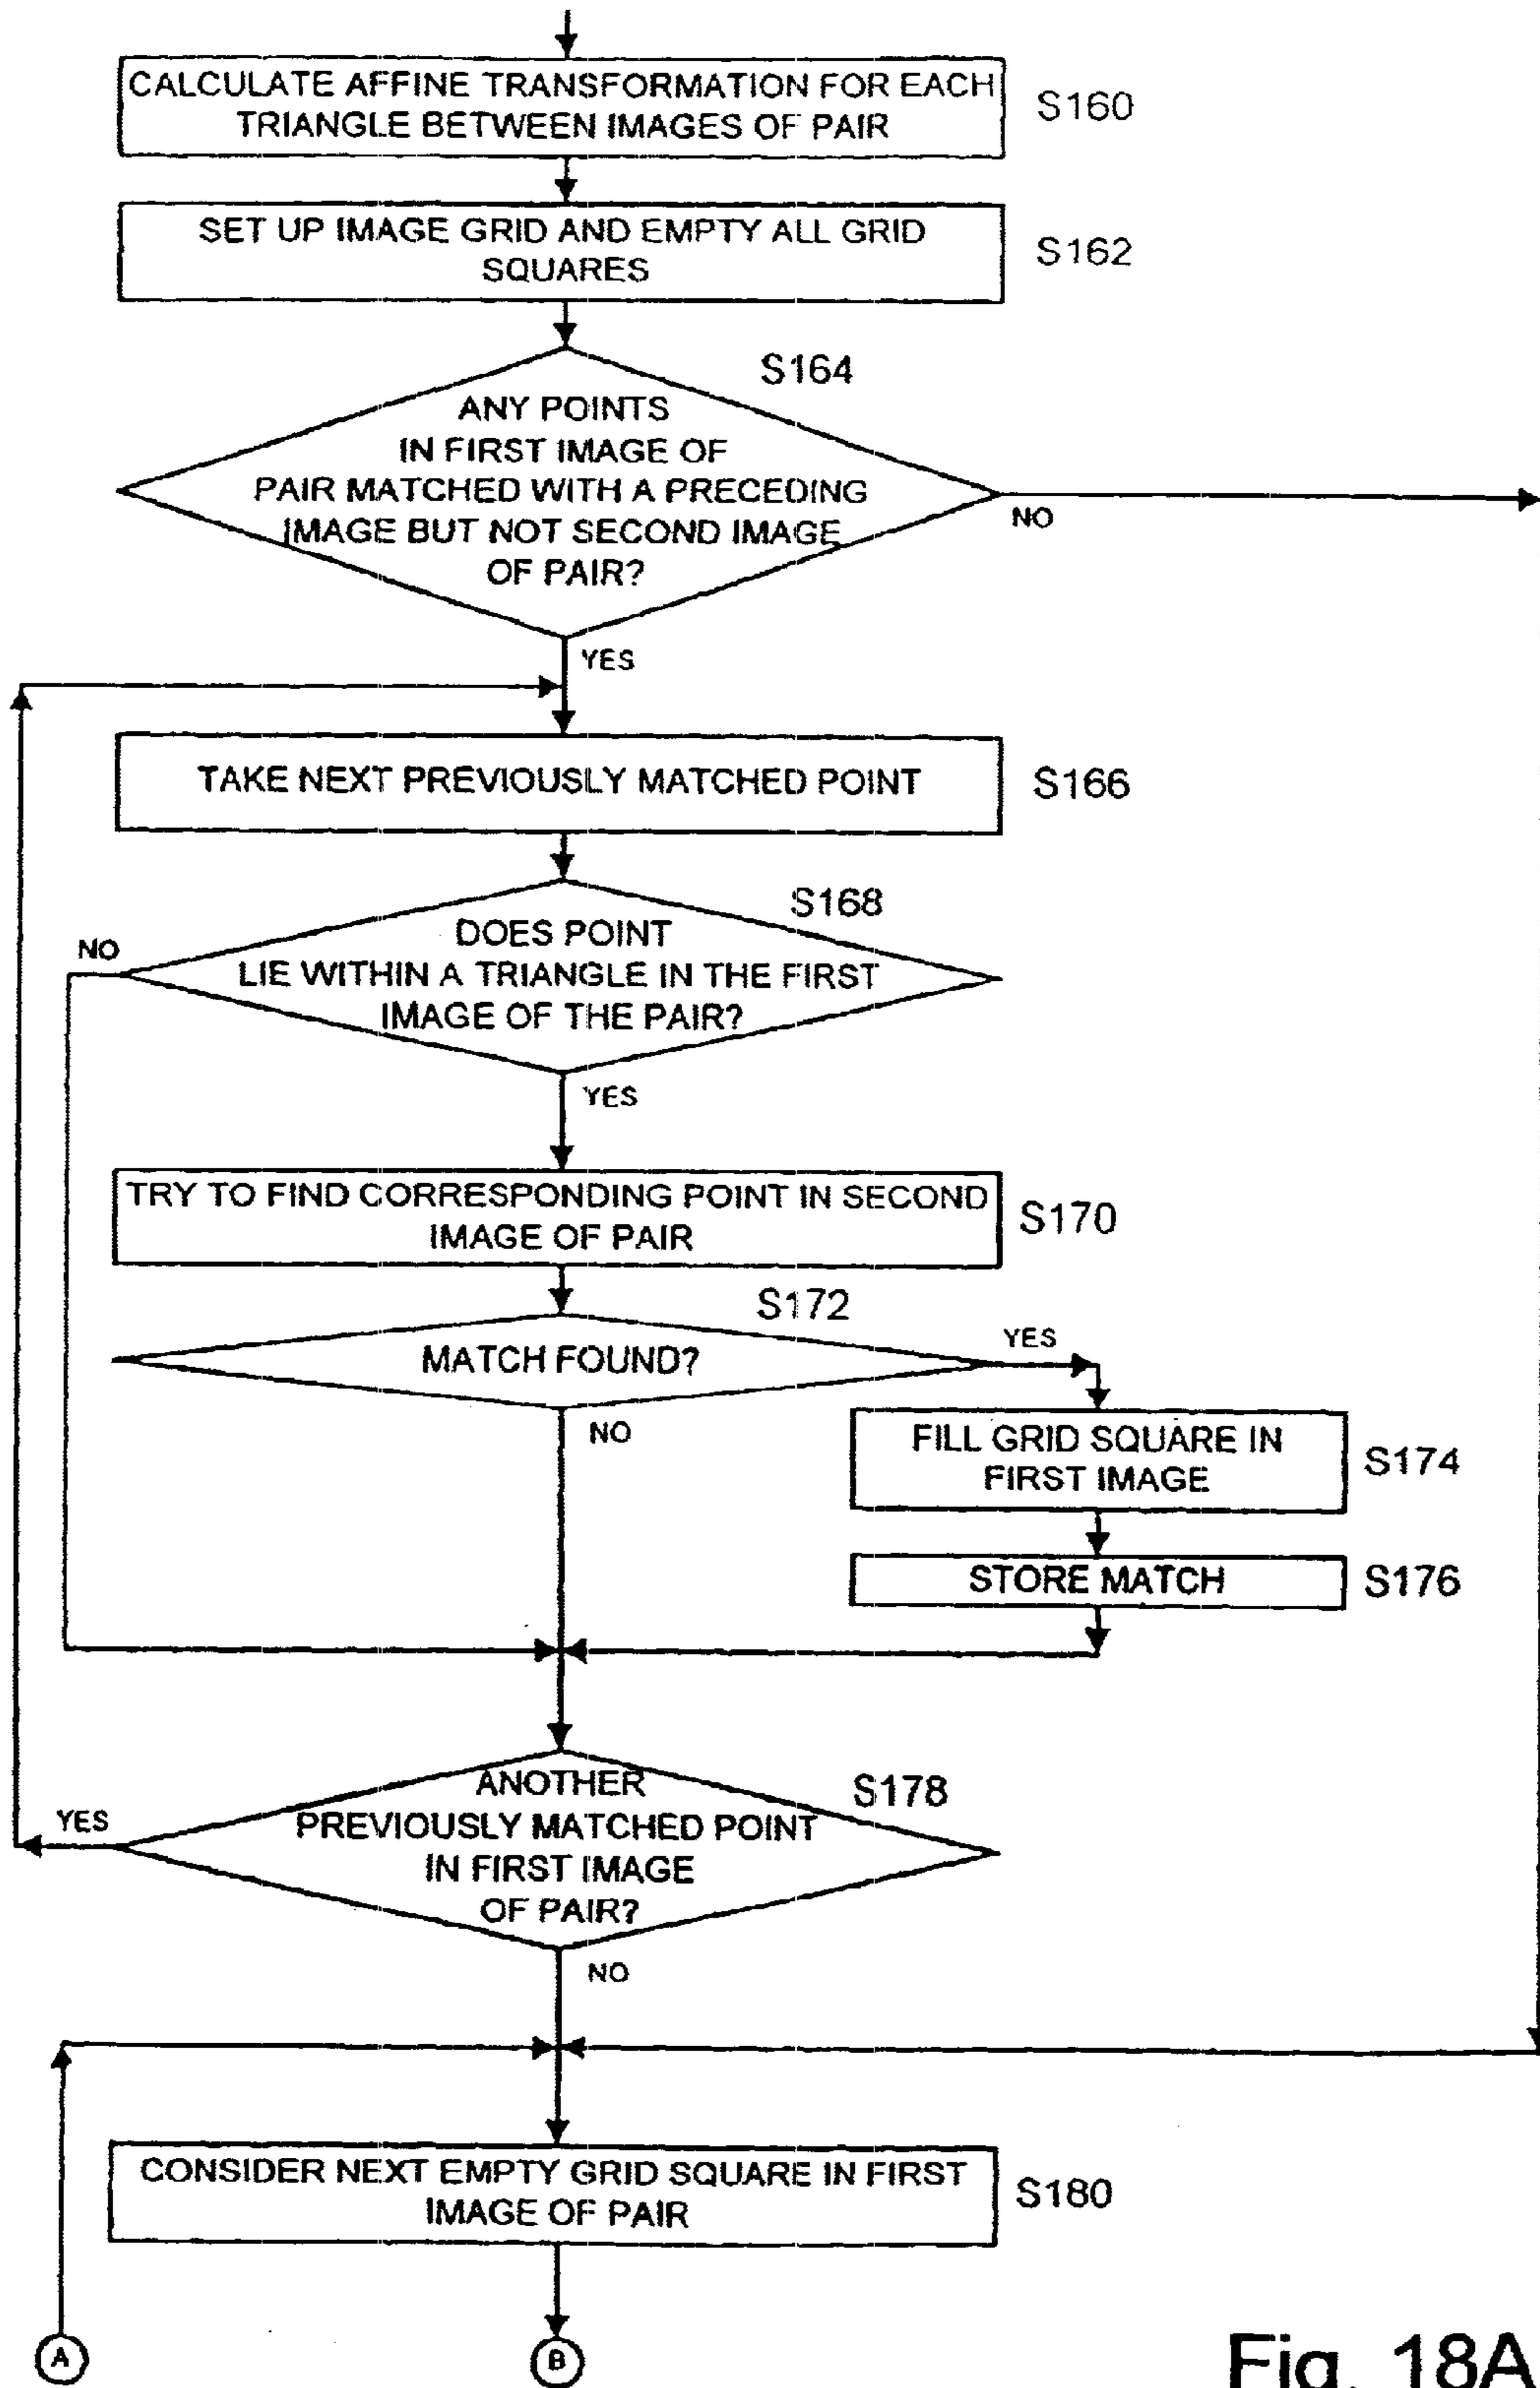 CALCULATE AFFINE TRANSFORMATION FOR EACH
TRIANGLE BETWEEN IMAGES OF PAIR
S160
SET UP IMAGE GRID AND EMPTY ALL GRID
SQUARES
S162
S164
ANY POINTS
IN FIRST IMAGE OF
PAIR MATCHED WITH A PRECEDING
IMAGE BUT NOT SECOND IMAGE
OF PAIR?
NO
YES
TAKE NEXT PREVIOUSLY MATCHED POINT
S166
S168
NO
DOES POINT
LIE WITHIN A TRIANGLE IN THE FIRST
IMAGE OF THE PAIR?
YES
TRY TO FIND CORRESPONDING POINT IN SECOND
IMAGE OF PAIR
S170
S172
MATCH FOUND?
YES
NO
FILL GRID SQUARE IN
FIRST IMAGE
S174
STORE MATCH
S176
S178
YES
ANOTHER
PREVIOUSLY MATCHED POINT
IN FIRST IMAGE
OF PAIR?
NO
CONSIDER NEXT EMPTY GRID SQUARE IN FIRST
IMAGE OF PAIR
S180
A
B
Fig. 18A